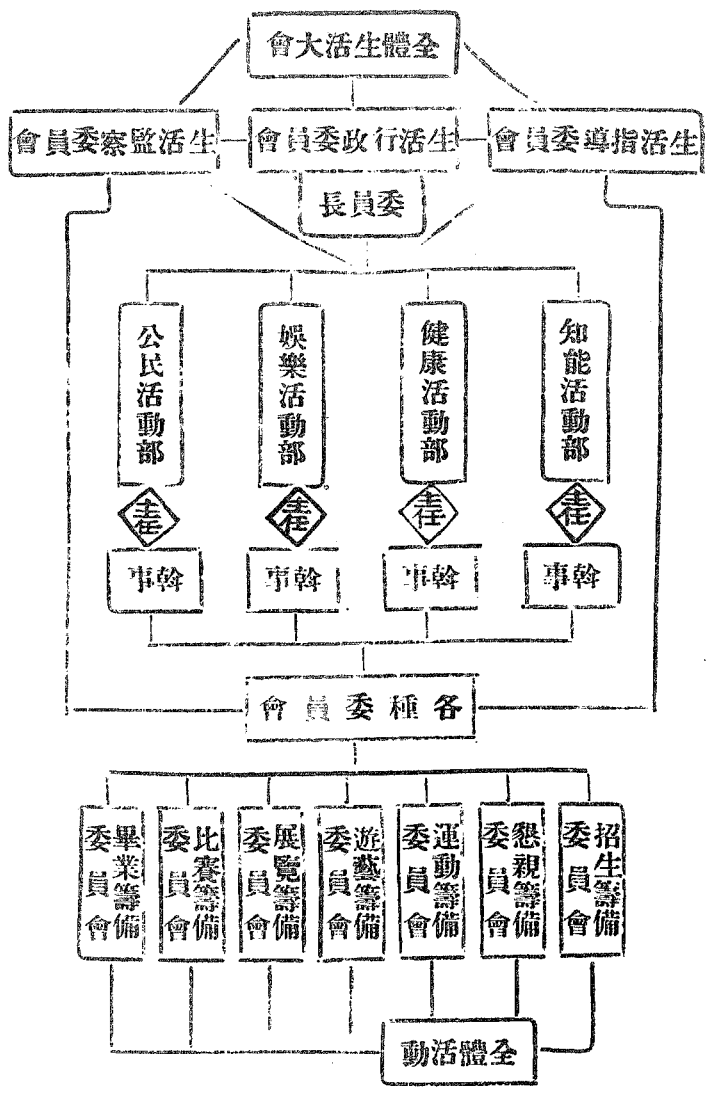 全體生活大會
生活指導委員會
生活行政委員會
生活監察委員會
委員長
知能活動部
健康活動部
娛樂活動部
公民活動部
主任
主任
主任
主任
幹事
幹事
幹事
幹事
各種委員會
招生籌備
委員會
懇親籌備
委員會
運動籌備
委員會
遊藝籌備
委員會
展覽籌備
委員會
比賽籌備
委員會
畢業籌備
委員會
全體活動